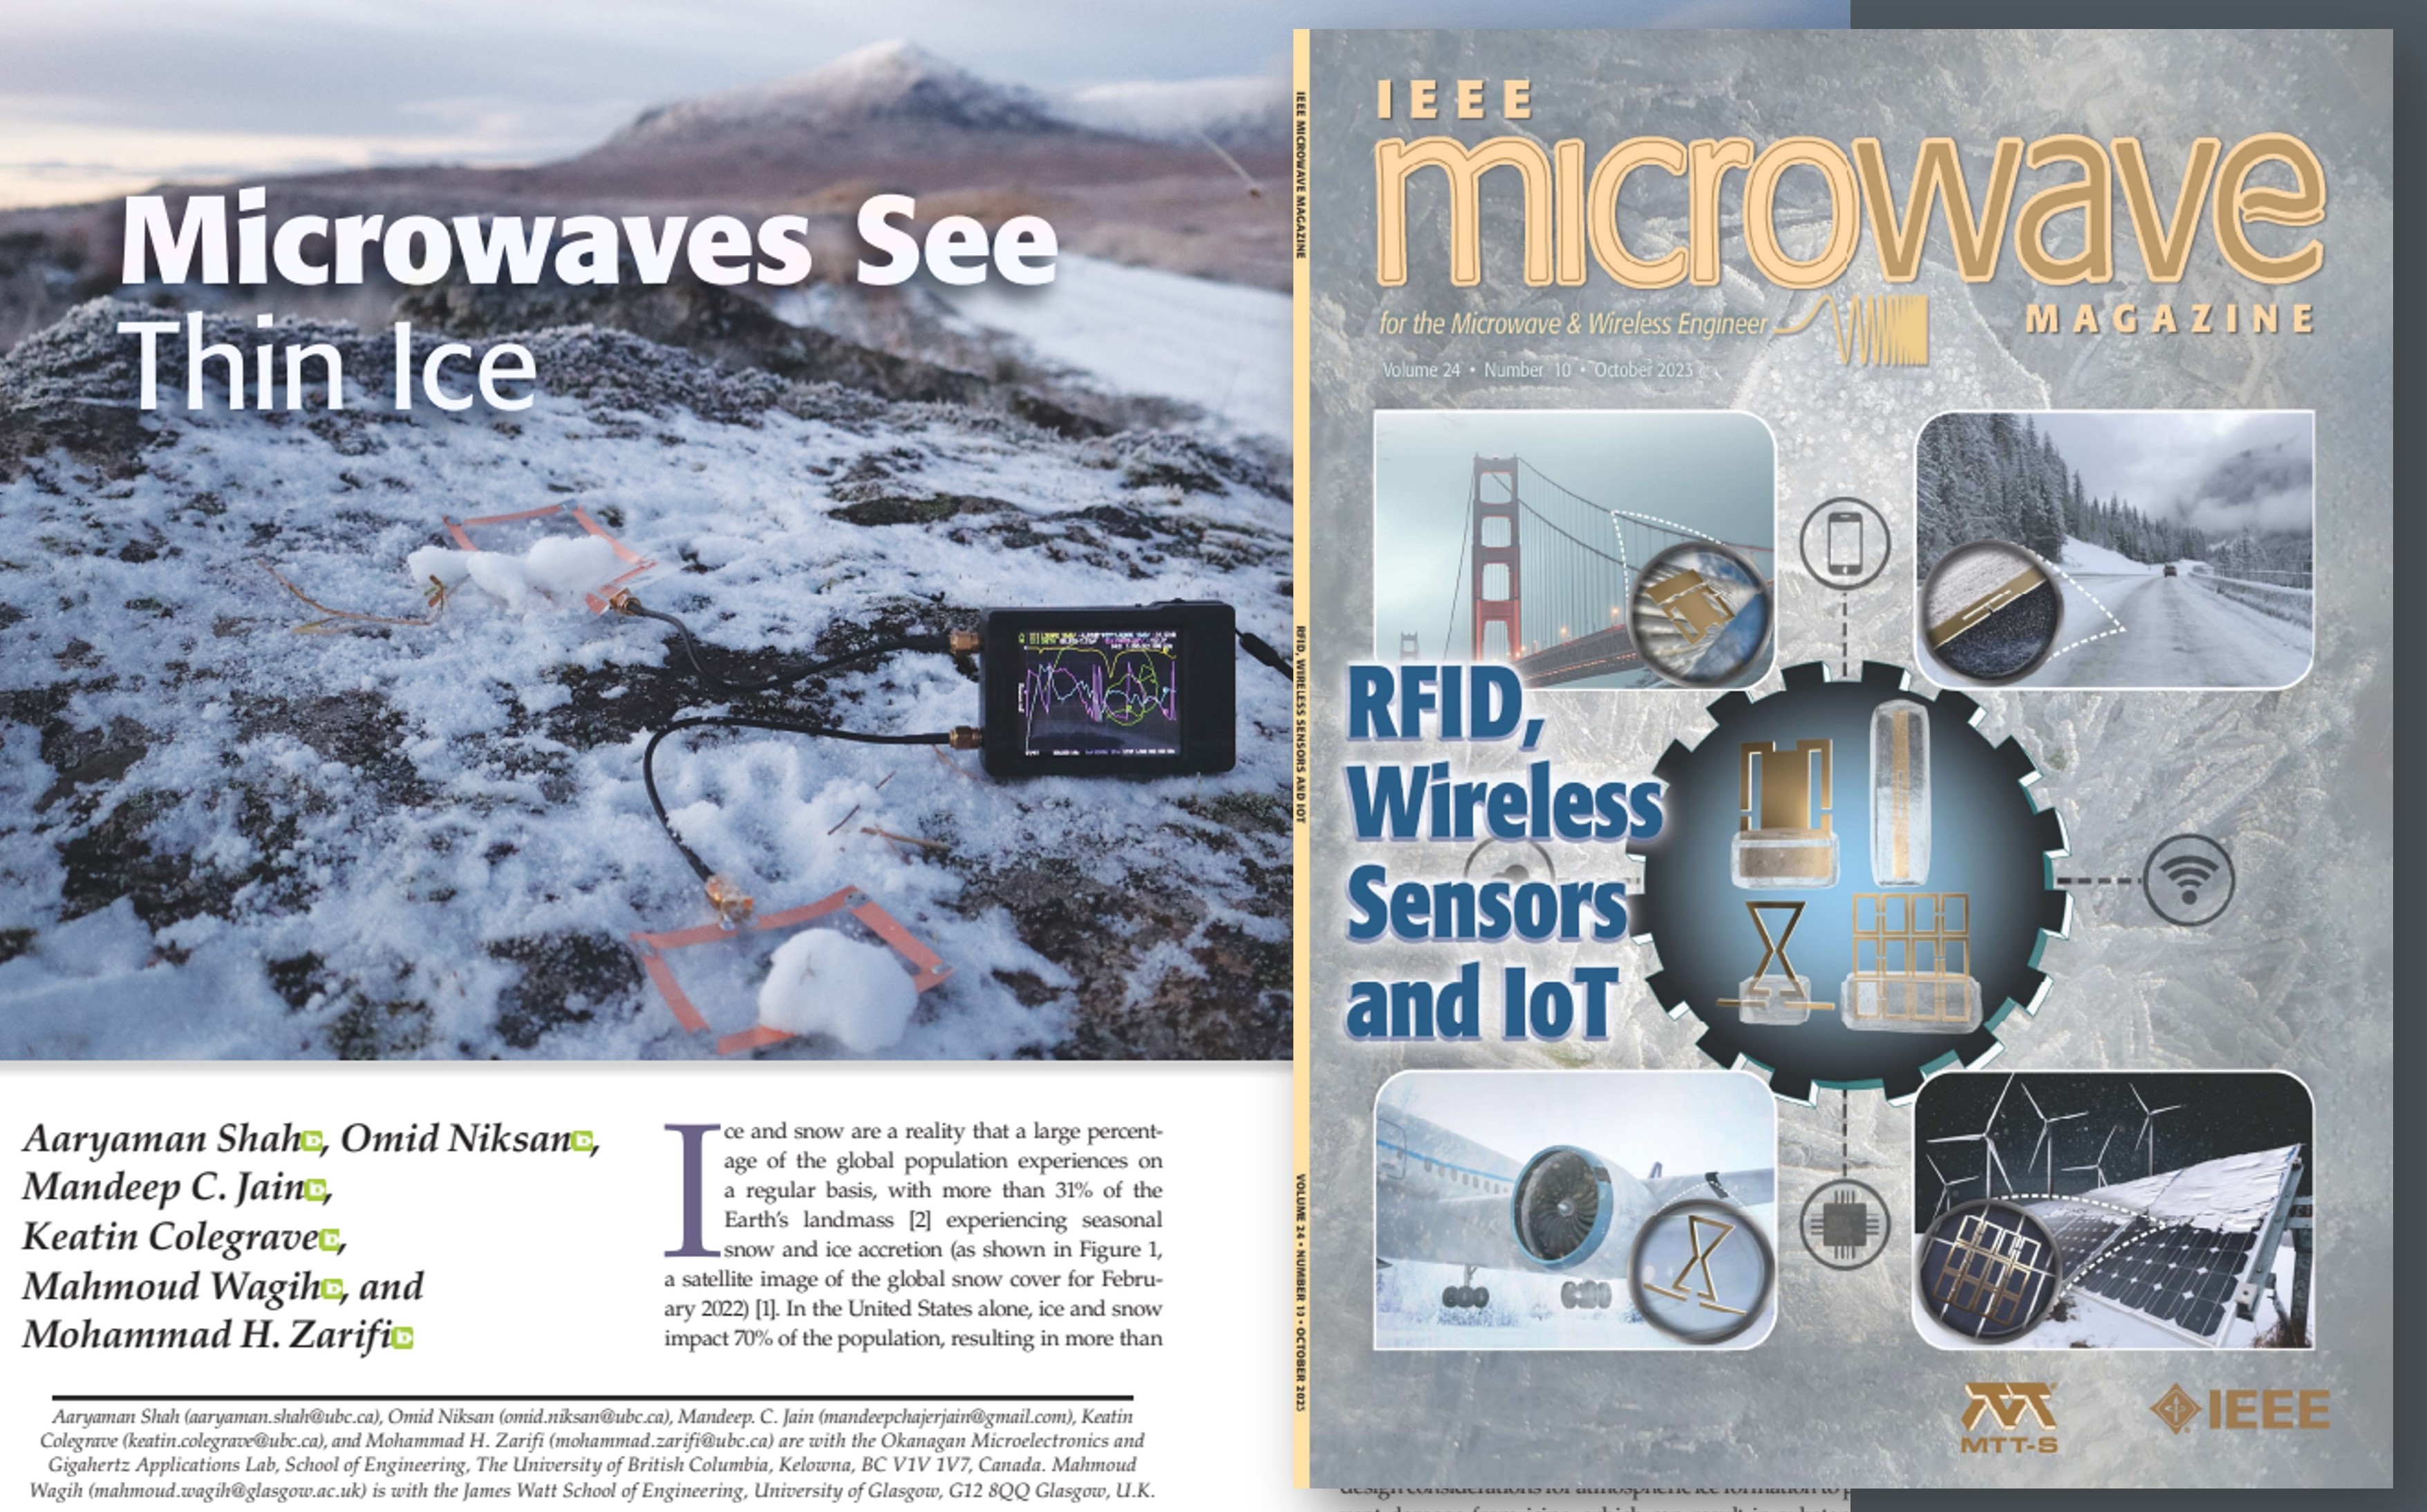 Microwaves See
Thin Ice
Aaryaman Shah, Omid Niksan,
Mandeep C. Jain,
Keatin Colegrave,
Mahmoud Wagih, and
Mohammad H. Zarifi
Ice and snow are a reality that a large percent-
age of the global population experiences on
a regular basis, with more than 31% of the
Earth's landmass [2] experiencing seasonal
snow and ice accretion (as shown in Figure 1,
a satellite image of the global snow cover for Febru-
ary 2022) [1]. In the United States alone, ice and snow
impact 70% of the population, resulting in more than
Aaryaman Shah (aaryaman.shah@ubc.ca), Omid Niksan (omid.niksan@ubc.ca), Mandeep. C. Jain (mandeepchajerjain@gmail.com), Keatin
Colegrave (keatin.colegrave@ubc.ca), and Mohammad H. Zarifi (mohammad.zarifi@ubc.ca) are with the Okanagan Microelectronics and
Gigahertz Applications Lab, School of Engineering, The University of British Columbia, Kelowna, BC V1V 1V7, Canada. Mahmoud
Wagih (mahmoud.wagih@glasgow.ac.uk) is with the James Watt School of Engineering, University of Glasgow, G12 8QQ Glasgow, U.K.
IEEE MICROWAVE MAGAZINE
RFID, WIRELESS SENSORS AND IOT
VOLUME 24 • NUMBER 10 • OCTOBER 2023
IEEE
microwave
MAGAZINE
for the Microwave & Wireless Engineer
Volume 24 • Number 10 • October 2023
RFID,
Wireless
Sensors
and IoT
MTT-S
IEEE
design considerations for atmospheric ice formation to